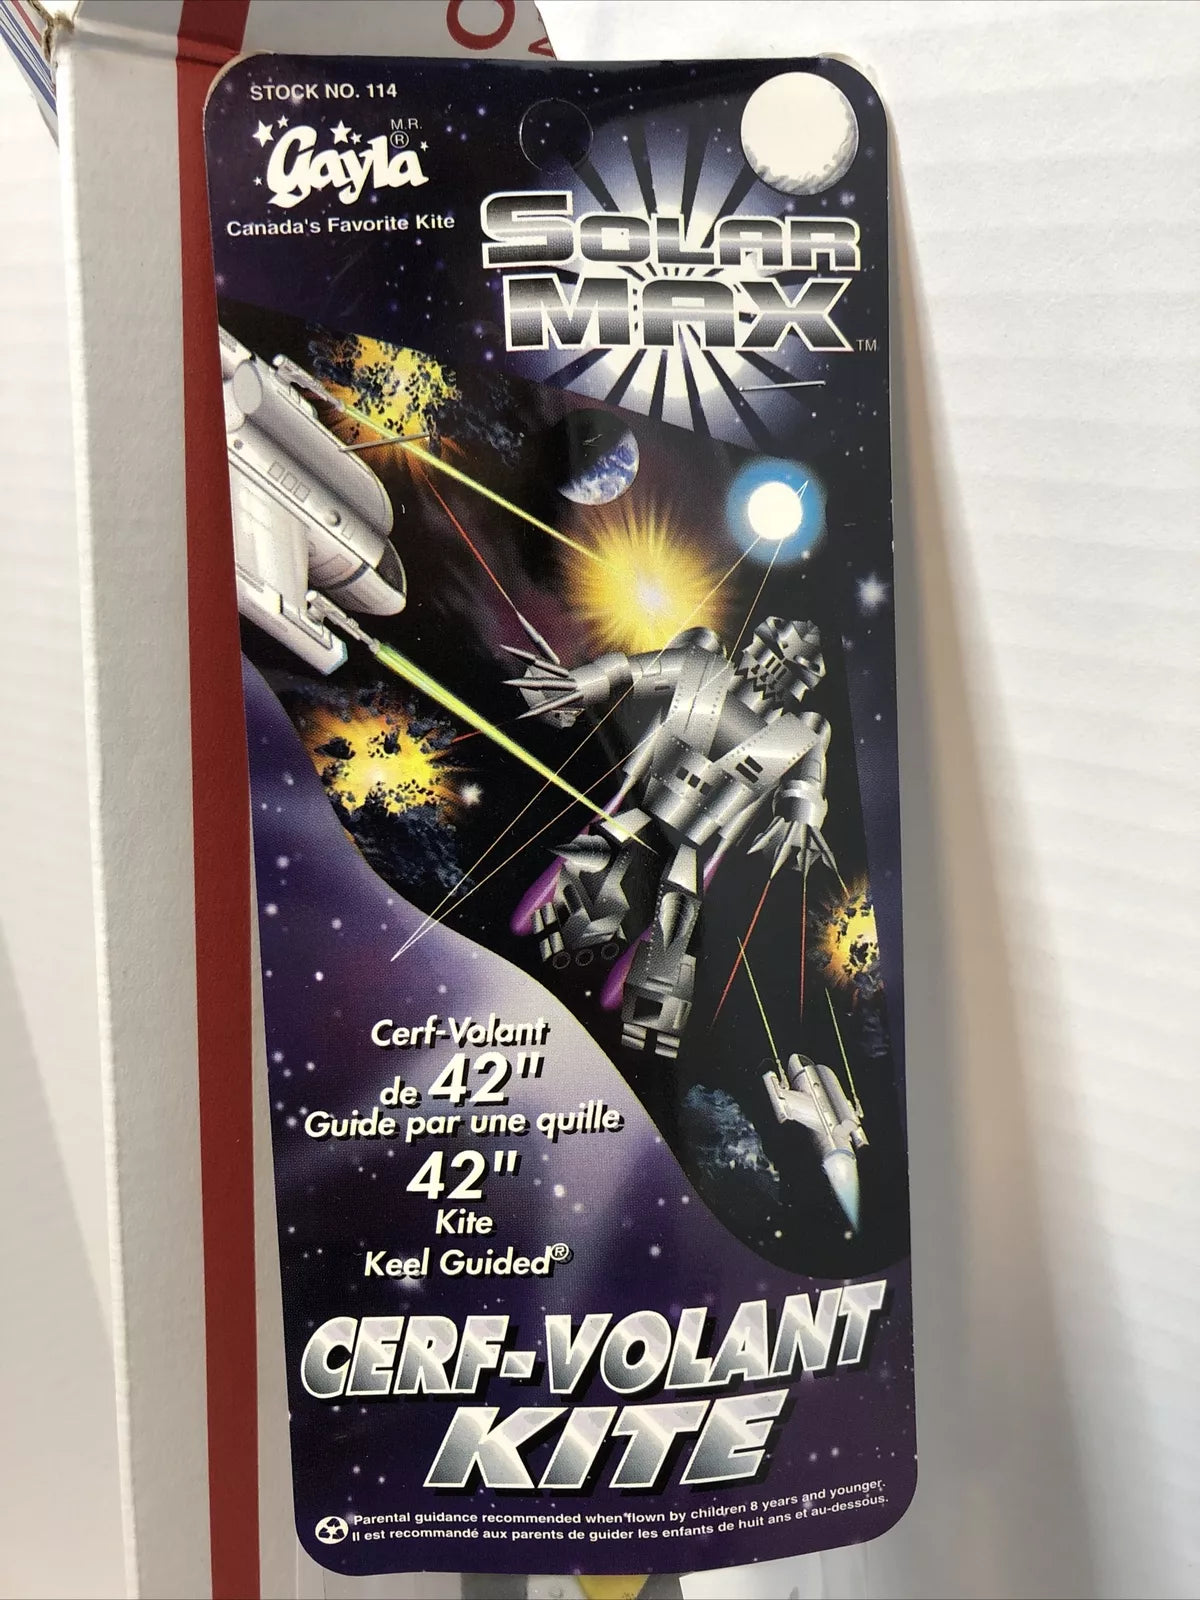 STOCK NO. 114
M.R.
Gayla®
Canada's Favorite Kite
SOLAR
MAX™
Cerf-Volant
de 42"
Guide par une quille
42"
Kite
Keel Guided®
CERF-VOLANT
KITE
Parental guidance recommended when flown by children 8 years and younger.
Il est recommandé aux parents de guider les enfants de huit ans et au-dessous.